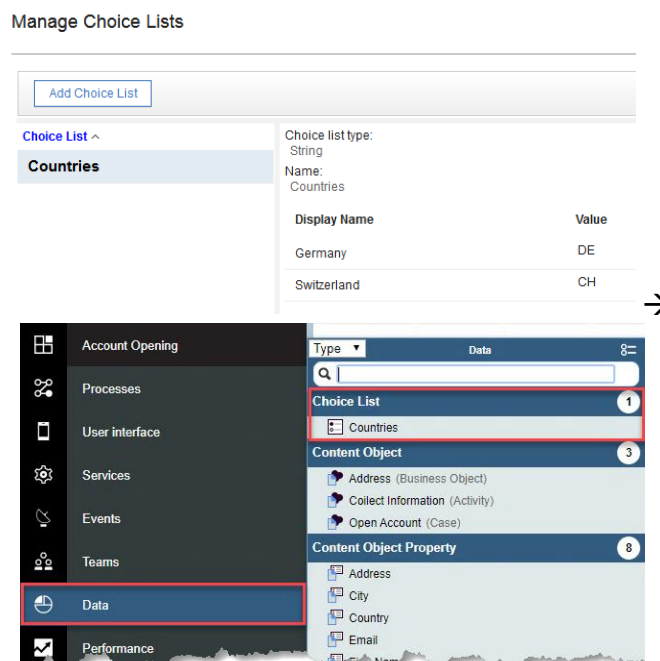 Manage Choice Lists
Add Choice List
Choice List
Countries
Choice list type:
String
Name:
Countries
Display Name Value
Germany DE
Switzerland CH
→
Account Opening
Processes
User interface
Services
Events
Teams
Data
Performance
Type Data
Choice List 1
Countries
Content Object 3
Address (Business Object)
Collect Information (Activity)
Open Account (Case)
Content Object Property 8
Address
City
Country
Email